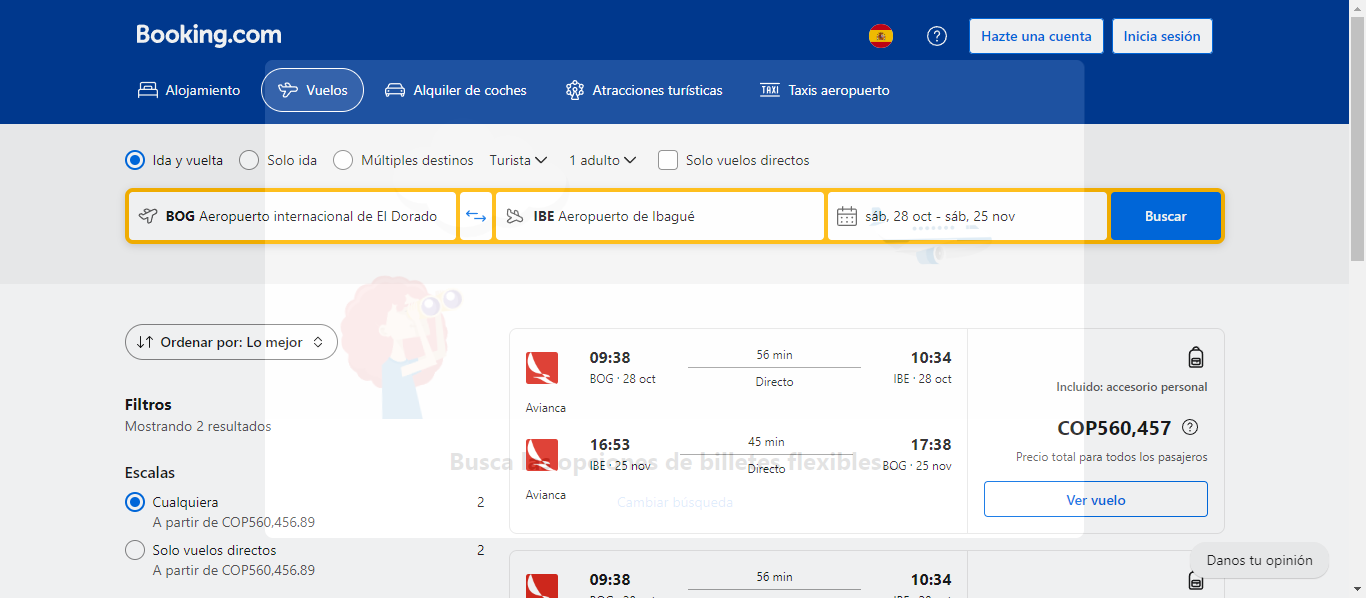 Booking.com
Hazte una cuenta
Inicia sesión
Alojamiento
Vuelos
Alquiler de coches
Atracciones turísticas
TAXI Taxis aeropuerto
Ida y vuelta
Solo ida
Múltiples destinos
Turista
1 adulto
Solo vuelos directos
BOG Aeropuerto internacional de El Dorado
IBE Aeropuerto de Ibagué
sáb, 28 oct - sáb, 25 nov
Buscar
Ordenar por: Lo mejor
Filtros
Mostrando 2 resultados
Escalas
Cualquiera 2
A partir de COP560,456.89
Solo vuelos directos 2
A partir de COP560,456.89
09:38 56 min 10:34
BOG · 28 oct Directo IBE · 28 oct
Avianca
16:53 45 min 17:38
IBE · 25 nov Directo BOG · 25 nov
Avianca
Busca las opciones de billetes flexibles
Cambiar búsqueda
Incluido: accesorio personal
COP560,457
Precio total para todos los pasajeros
Ver vuelo
09:38 56 min 10:34
Danos tu opinión